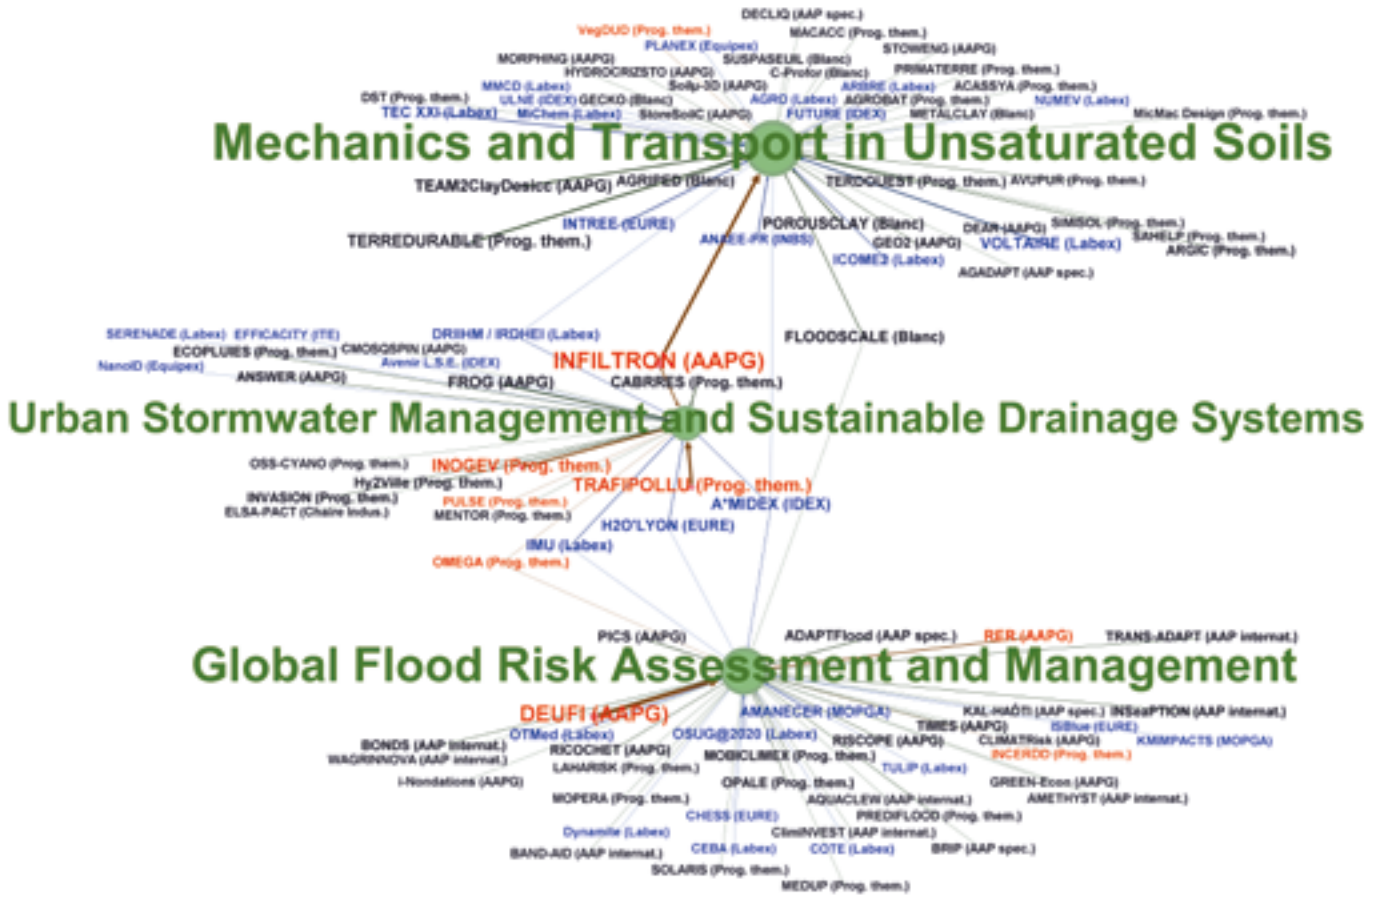 DECLIQ (AAP spec.)
VegDUD (Prog. them.)
MACACC (Prog. them.)
PLANEX (Equipex)
STOWENG (AAPG)
MORPHING (AAPG)
SUSPASEUIL (Blanc)
HYDROCRIZSTO (AAPG)
C-Profor (Blanc)
PRIMATERRE (Prog. them.)
MMCD (Labex)
Soilµ-3D (AAPG)
ARBRE (Labex)
ACASSYA (Prog. them.)
DST (Prog. them.)
ULNE (IDEX)
GECKO (Blanc)
AGRO (Labex)
AGROBAT (Prog. them.)
NUMEV (Labex)
TEC XXI (Labex)
MiChem (Labex)
StoreSoilC (AAPG)
FUTURE (IDEX)
METALCLAY (Blanc)
MicMac Design (Prog. them.)
Mechanics and Transport in Unsaturated Soils
TEAM2ClayDesicc (AAPG)
AGRIPED (Blanc)
TERDOUEST (Prog. them.)
AVUPUR (Prog. them.)
INTREE (EURE)
POROUSCLAY (Blanc)
DEAR (AAPG)
SIMISOL (Prog. them.)
TERREDURABLE (Prog. them.)
ANAEE-FR (INBS)
GEO2 (AAPG)
VOLTAIRE (Labex)
SAHELP (Prog. them.)
ARGIC (Prog. them.)
ICOME2 (Labex)
AGADAPT (AAP spec.)
SERENADE (Labex)
EFFICACITY (ITE)
DRIIHM / IRDHEI (Labex)
FLOODSCALE (Blanc)
ECOPLUIES (Prog. them.)
CMOSQSPIN (AAPG)
NanoID (Equipex)
Avenir L.S.E. (IDEX)
INFILTRON (AAPG)
ANSWER (AAPG)
FROG (AAPG)
CABRRES (Prog. them.)
Urban Stormwater Management and Sustainable Drainage Systems
OSS-CYANO (Prog. them.)
INOGEV (Prog. them.)
Hy2Ville (Prog. them.)
TRAFIPOLLU (Prog. them.)
INVASION (Prog. them.)
PULSE (Prog. them.)
A*MIDEX (IDEX)
ELSA-PACT (Chaire Indus.)
MENTOR (Prog. them.)
H2O'LYON (EURE)
IMU (Labex)
OMEGA (Prog. them.)
PICS (AAPG)
ADAPTFlood (AAP spec.)
RER (AAPG)
TRANS-ADAPT (AAP internat.)
Global Flood Risk Assessment and Management
DEUFI (AAPG)
AMANECER (MOPGA)
KAL-HAÖTI (AAP spec.)
INSeaPTION (AAP internat.)
OTMed (Labex)
OSUG@2020 (Labex)
TIMES (AAPG)
ISBlue (EURE)
BONDS (AAP internat.)
RICOCHET (AAPG)
RISCOPE (AAPG)
CLIMATRisk (AAPG)
KMIMPACTS (MOPGA)
WAGRINNOVA (AAP internat.)
MOBICLIMEX (Prog. them.)
INCERDD (Prog. them.)
LAHARISK (Prog. them.)
TULIP (Labex)
i-Nondations (AAPG)
OPALE (Prog. them.)
GREEN-Econ (AAPG)
MOPERA (Prog. them.)
AQUACLEW (AAP internat.)
AMETHYST (AAP internat.)
CHESS (EURE)
PREDIFLOOD (Prog. them.)
Dynamite (Labex)
ClimINVEST (AAP internat.)
BAND-AID (AAP internat.)
CEBA (Labex)
COTE (Labex)
BRIP (AAP spec.)
SOLARIS (Prog. them.)
MEDUP (Prog. them.)